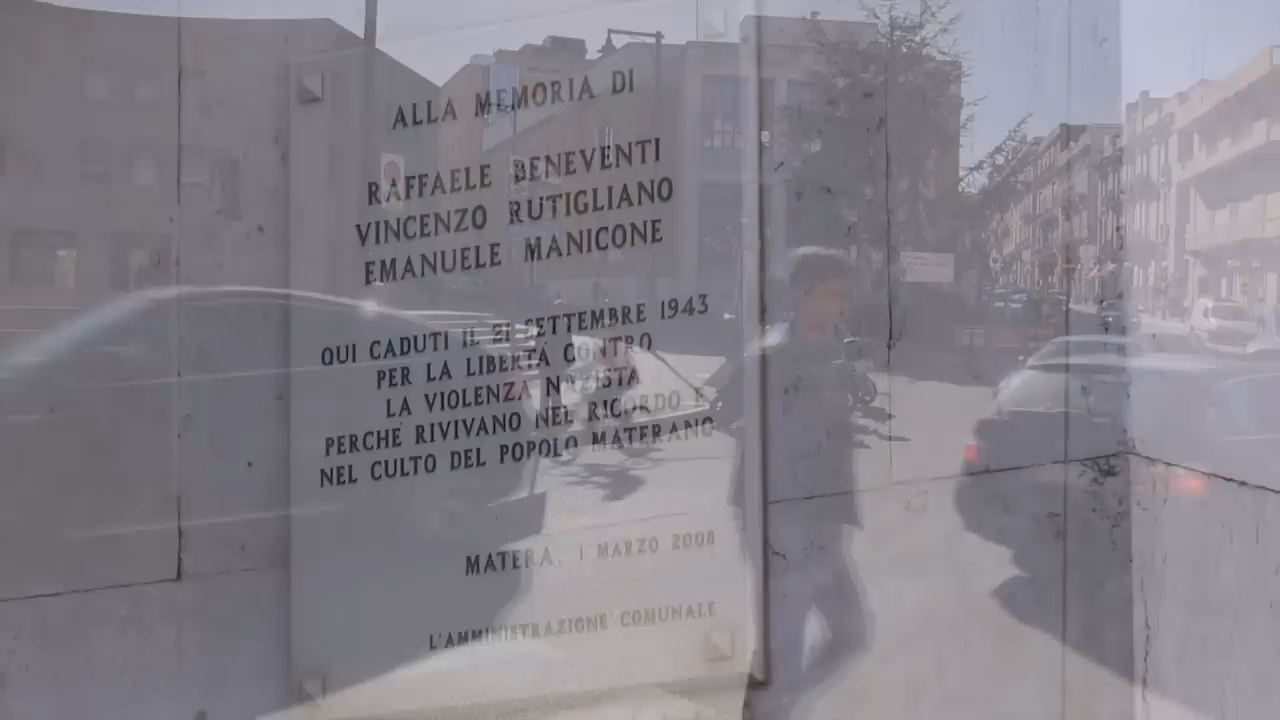 ALLA MEMORIA DI
RAFFAELE BENEVENTI
VINCENZO RUTIGLIANO
EMANUELE MANICONE
QUI CADUTI IL 21 SETTEMBRE 1943
PER LA LIBERTÀ CONTRO
LA VIOLENZA NAZISTA
PERCHÉ RIVIVANO NEL RICORDO E
NEL CULTO DEL POPOLO MATERANO
MATERA, 1 MARZO 2008
L'AMMINISTRAZIONE COMUNALE